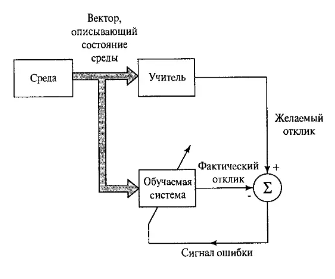 Вектор,
описывающий
состояние
среды
Среда
Учитель
Желаемый
отклик
Фактический
отклик
Обучаемая
система
+
-
Σ
Сигнал ошибки